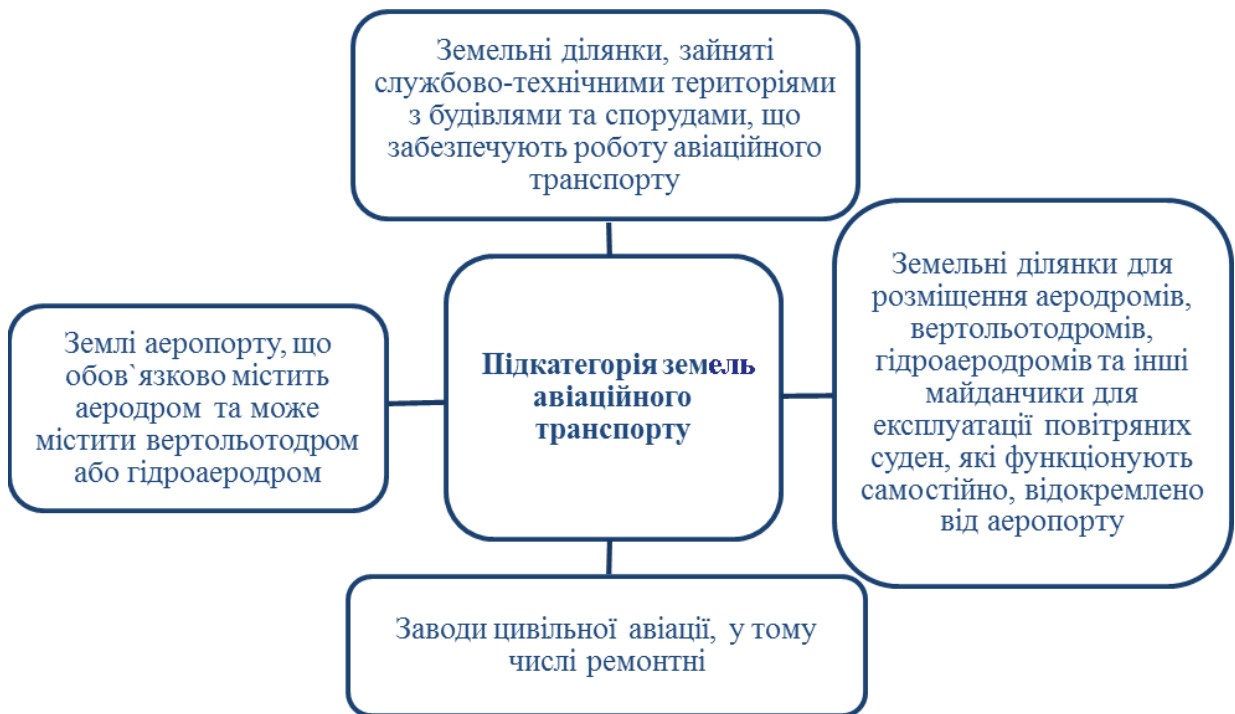 Земельні ділянки, зайняті
службово-технічними територіями
з будівлями та спорудами, що
забезпечують роботу авіаційного
транспорту
Землі аеропорту, що
обов`язково містить
аеродром та може
містити вертольотодром
або гідроаеродром
Підкатегорія земель
авіаційного
транспорту
Земельні ділянки для
розміщення аеродромів,
вертольотодромів,
гідроаеродромів та інші
майданчики для
експлуатації повітряних
суден, які функціонують
самостійно, відокремлено
від аеропорту
Заводи цивільної авіації, у тому
числі ремонтні